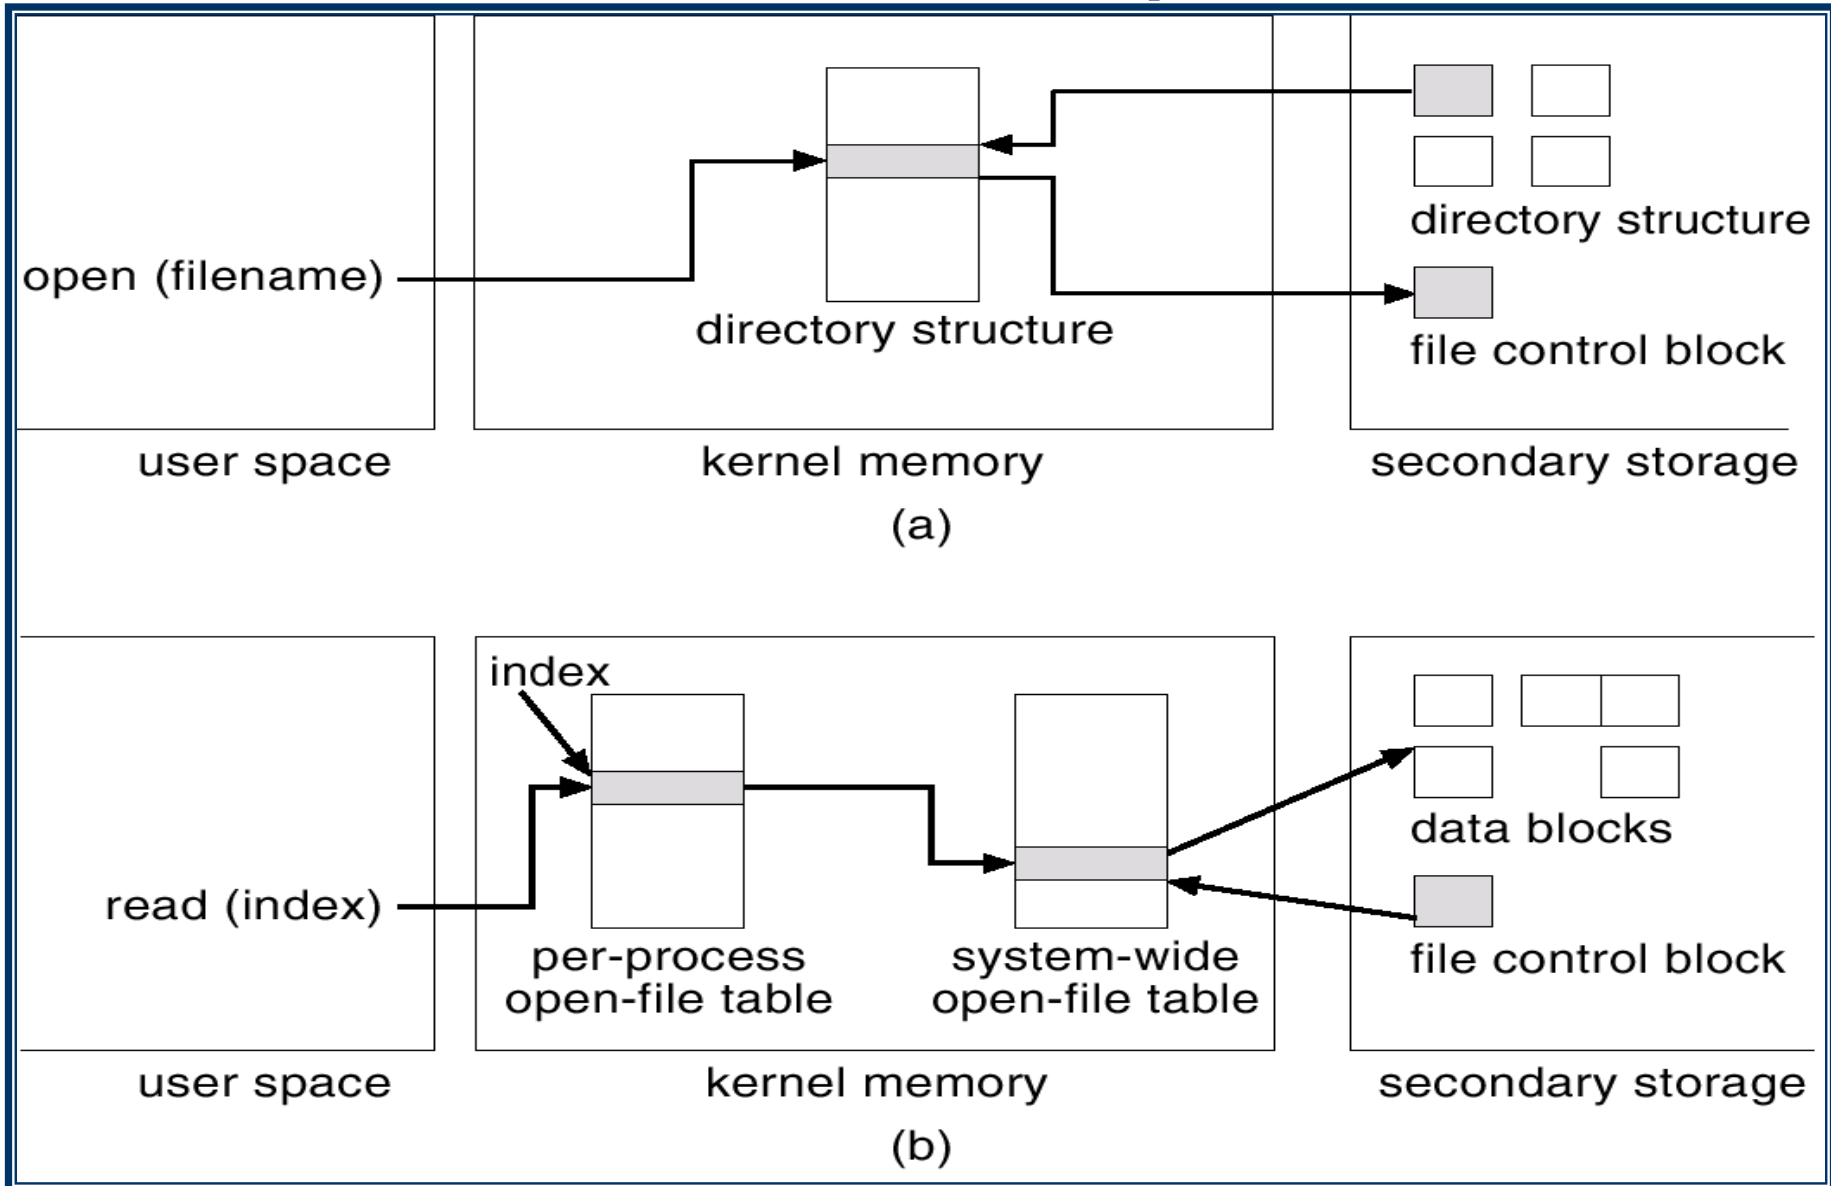 directory structure
open (filename)
directory structure
file control block
user space
kernel memory
secondary storage
(a)
index
data blocks
read (index)
per-process
open-file table
system-wide
open-file table
file control block
user space
kernel memory
secondary storage
(b)